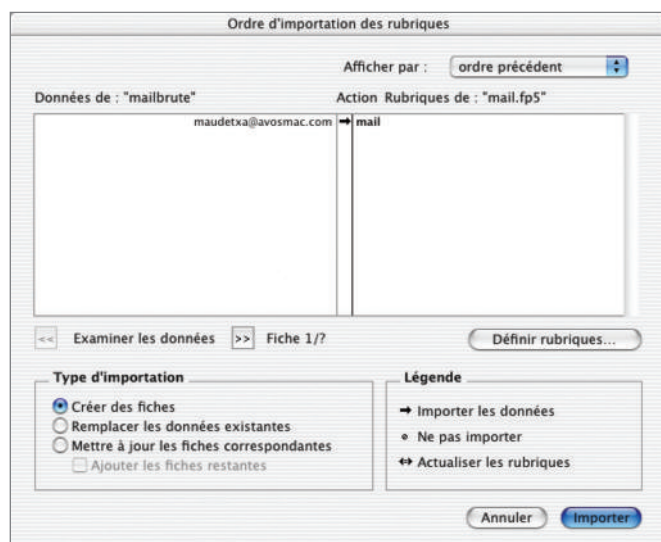 Ordre d'importation des rubriques
Afficher par : ordre précédent
Données de : "mailbrute" Action Rubriques de : "mail.fp5"
maudetxa@avosmac.com → mail
<< Examiner les données >> Fiche 1/?
Définir rubriques...
Type d'importation
Créer des fiches
Remplacer les données existantes
Mettre à jour les fiches correspondantes
Ajouter les fiches restantes
Légende
→ Importer les données
Ne pas importer
↔ Actualiser les rubriques
Annuler Importer